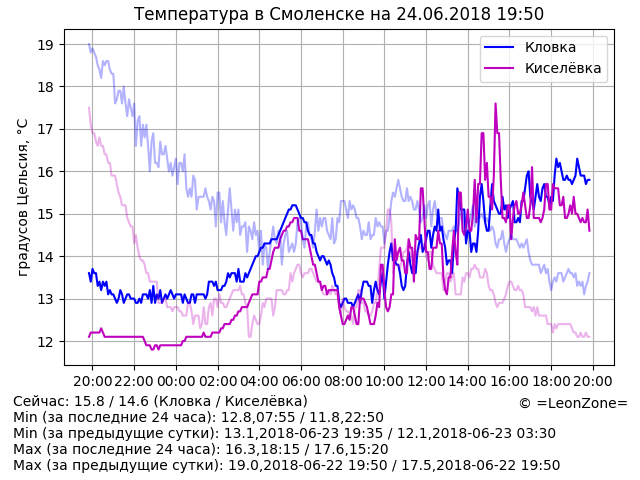 Температура в Смоленске на 24.06.2018 19:50
градусов Цельсия, °C
19
18
17
16
15
14
13
12
Кловка
Киселёвка
20:00 22:00 00:00 02:00 04:00 06:00 08:00 10:00 12:00 14:00 16:00 18:00 20:00
Сейчас: 15.8 / 14.6 (Кловка / Киселёвка)
© =LeonZone=
Min (за последние 24 часа): 12.8,07:55 / 11.8,22:50
Min (за предыдущие сутки): 13.1,2018-06-23 19:35 / 12.1,2018-06-23 03:30
Max (за последние 24 часа): 16.3,18:15 / 17.6,15:20
Max (за предыдущие сутки): 19.0,2018-06-22 19:50 / 17.5,2018-06-22 19:50